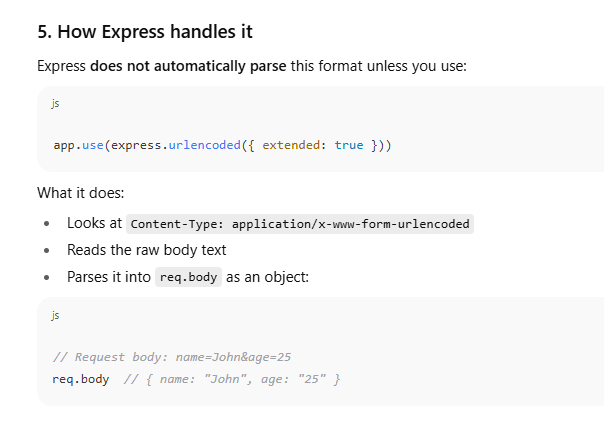 5. How Express handles it
Express does not automatically parse this format unless you use:
js
app.use(express.urlencoded({ extended: true }))
What it does:
• Looks at Content-Type: application/x-www-form-urlencoded
• Reads the raw body text
• Parses it into req.body as an object:
js
// Request body: name=John&age=25
req.body  // { name: "John", age: "25" }